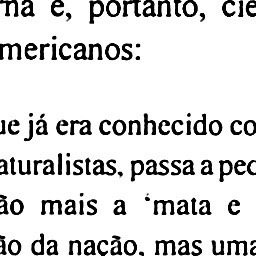 rna e, portanto, cie
mericanos:
ue já era conhecido co
aturalistas, passa a pec
ão mais a ‘mata e
ão da nação, mas uma